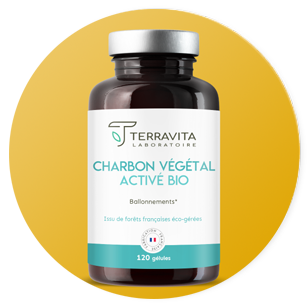 TERRAVITA
LABORATOIRE
CHARBON VÉGÉTAL
ACTIVÉ BIO
Ballonnements*
Issu de forêts françaises éco-gérées
120 gélules